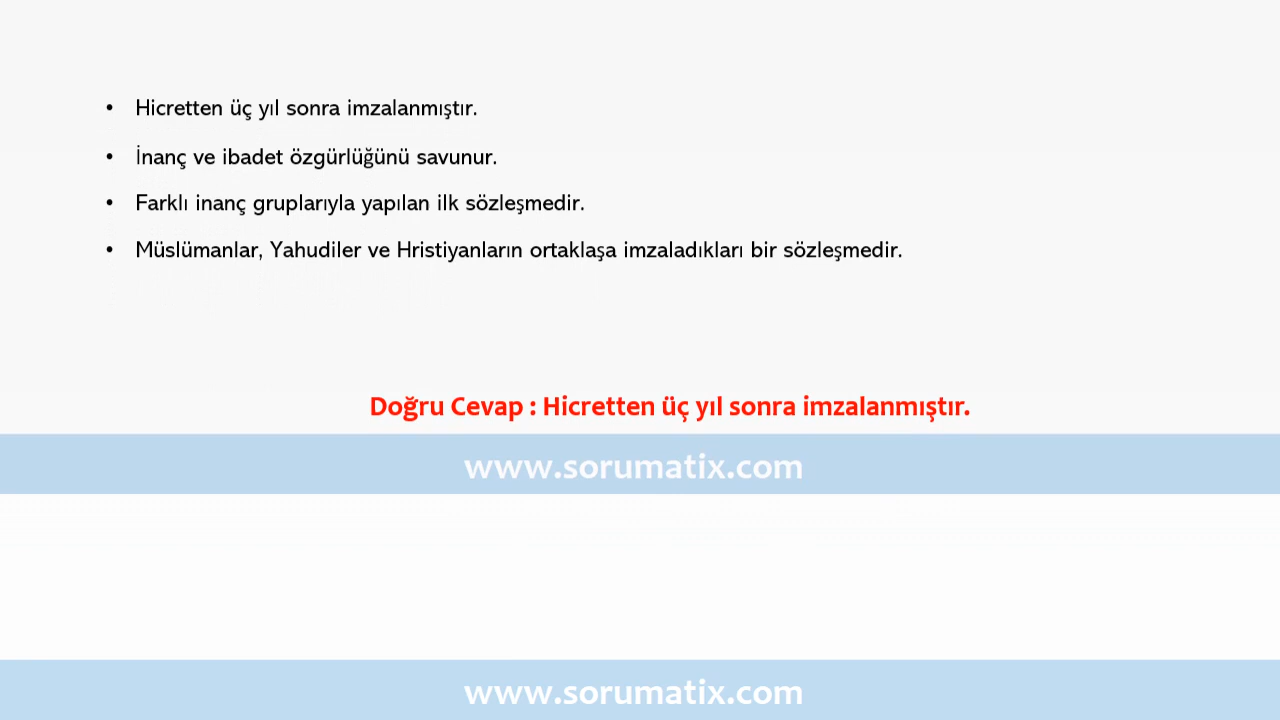 • Hicretten üç yıl sonra imzalanmıştır.
• İnanç ve ibadet özgürlüğünü savunur.
• Farklı inanç gruplarıyla yapılan ilk sözleşmedir.
• Müslümanlar, Yahudiler ve Hristiyanların ortaklaşa imzaladıkları bir sözleşmedir.
Doğru Cevap : Hicretten üç yıl sonra imzalanmıştır.
www.sorumatix.com
www.sorumatix.com